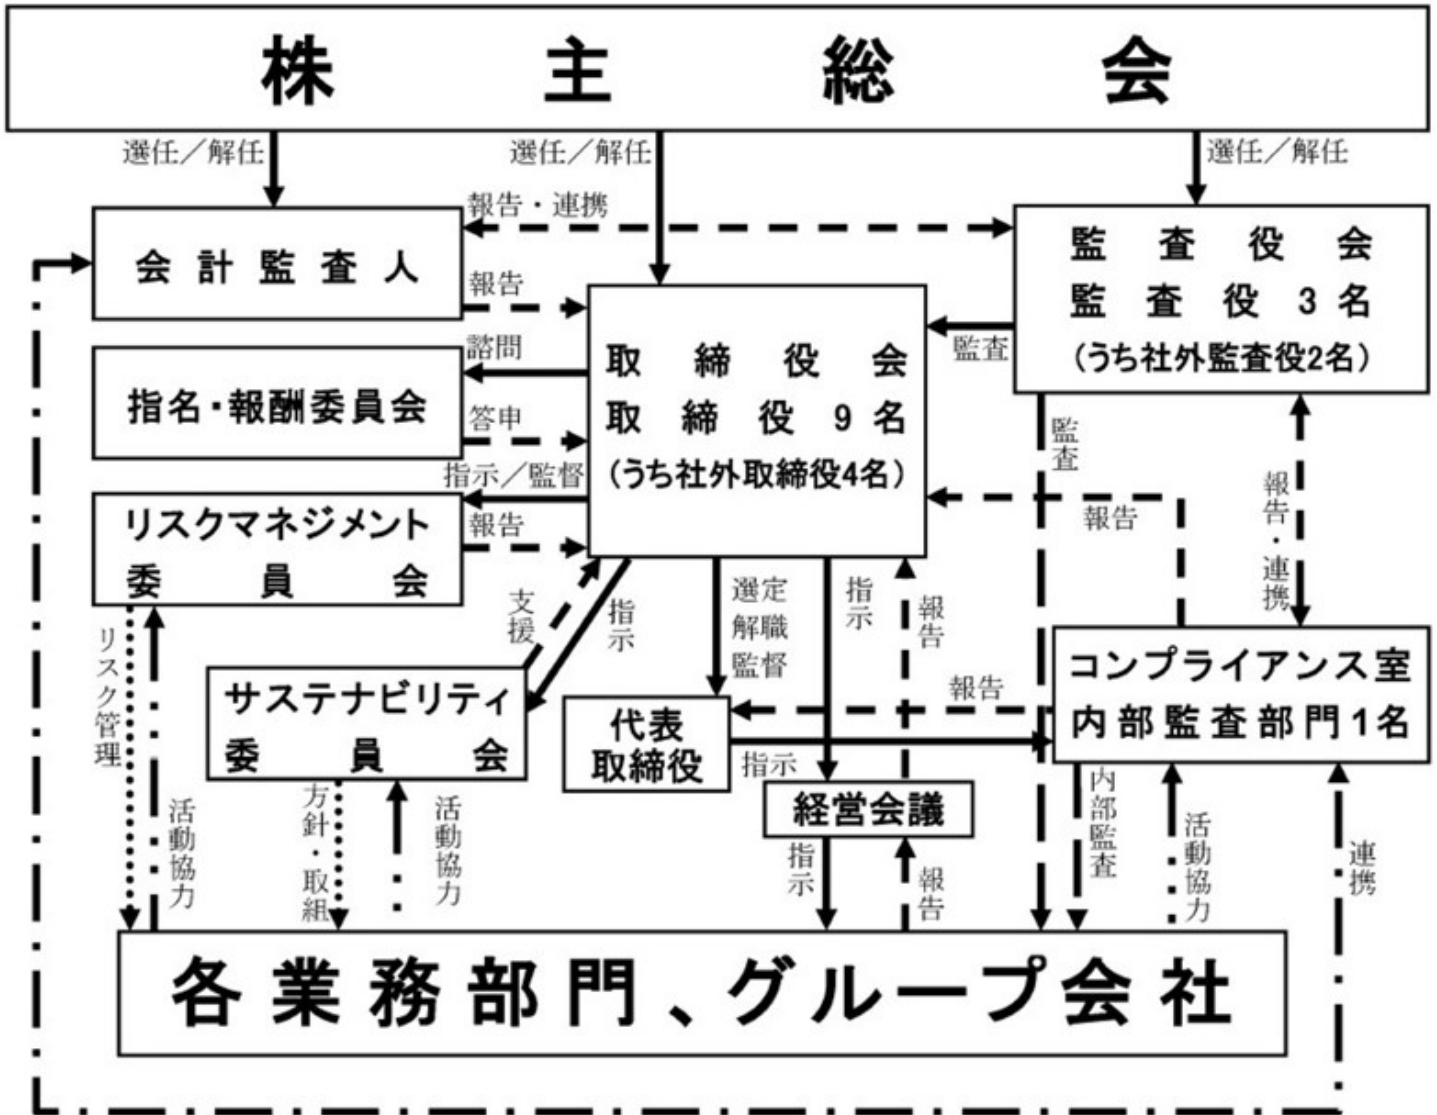 株主総会
選任／解任
選任／解任
選任／解任
会計監査人
報告・連携
報告
監査役会
監査役3名
(うち社外監査役2名)
監査
取締役会
取締役9名
(うち社外取締役4名)
諮問
指名・報酬委員会
答申
指示／監督
リスクマネジメント
委員会
報告
監査
報告
報告・連携
支援
指示
選定
解職
監督
指示
報告
リスク管理
サステナビリティ
委員会
代表
取締役
報告
指示
コンプライアンス室
内部監査部門1名
経営会議
活動協力
方針・取組
活動協力
指示
報告
内部監査
活動協力
連携
各業務部門、グループ会社